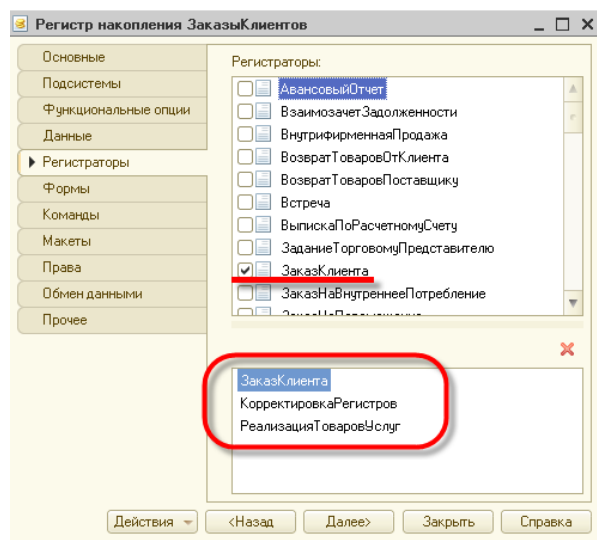 Регистр накопления ЗаказыКлиентов
Основные
Подсистемы
Функциональные опции
Данные
Регистраторы
Формы
Команды
Макеты
Права
Обмен данными
Прочее
Регистраторы:
АвансовыйОтчет
ВзаимозачетЗадолженности
ВнутрифирменнаяПродажа
ВозвратТоваровОтКлиента
ВозвратТоваровПоставщику
Встреча
ВыпискаПоРасчетномуСчету
ЗаданиеТорговомуПредставителю
ЗаказКлиента
ЗаказНаВнутреннееПотребление
ЗаказКлиента
КорректировкаРегистров
РеализацияТоваровУслуг
Действия
<Назад
Далее>
Закрыть
Справка